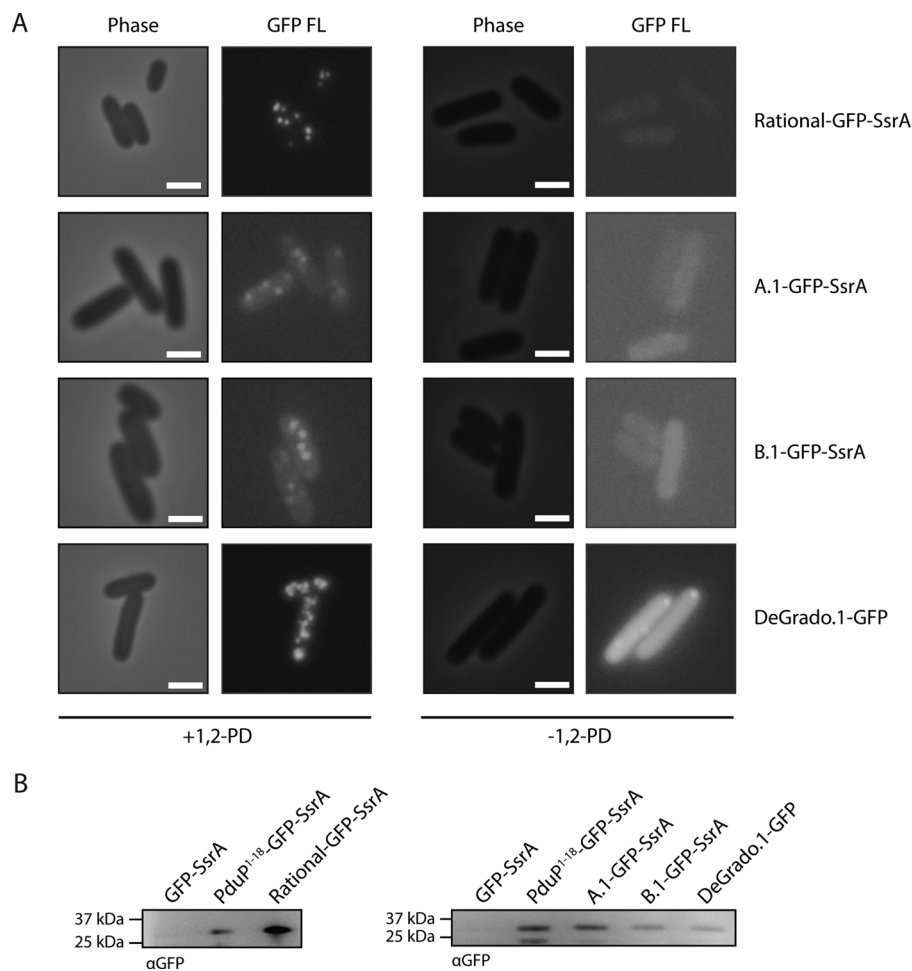 A
Phase GFP FL Phase GFP FL
Rational-GFP-SsrA
A.1-GFP-SsrA
B.1-GFP-SsrA
DeGrado.1-GFP
+1,2-PD -1,2-PD
B
GFP-SsrA PduP¹⁻¹⁸-GFP-SsrA Rational-GFP-SsrA
37 kDa
25 kDa
αGFP
GFP-SsrA PduP¹⁻¹⁸-GFP-SsrA A.1-GFP-SsrA B.1-GFP-SsrA DeGrado.1-GFP
37 kDa
25 kDa
αGFP